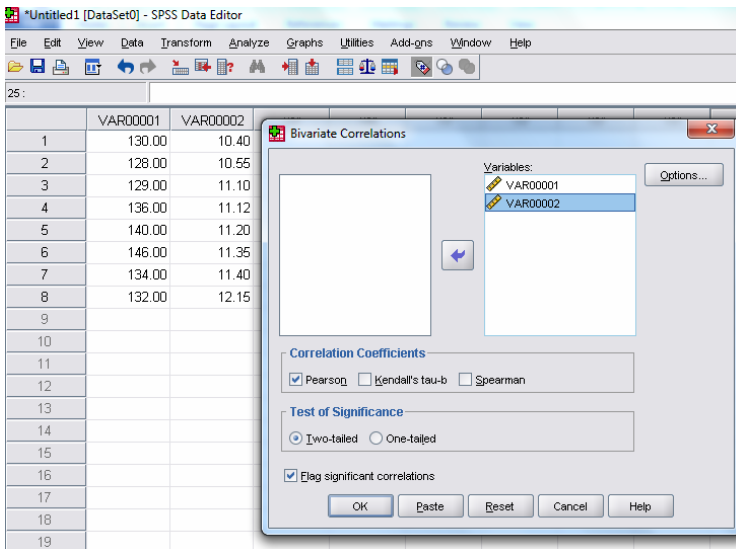 *Untitled1 [DataSet0] - SPSS Data Editor
File Edit View Data Transform Analyze Graphs Utilities Add-ons Window Help
25 :
VAR00001 VAR00002
1 130.00 10.40
2 128.00 10.55
3 129.00 11.10
4 136.00 11.12
5 140.00 11.20
6 146.00 11.35
7 134.00 11.40
8 132.00 12.15
9
10
11
12
13
14
15
16
17
18
19
Bivariate Correlations
Variables:
VAR00001
VAR00002
Options...
Correlation Coefficients
Pearson Kendall's tau-b Spearman
Test of Significance
Two-tailed One-tailed
Flag significant correlations
OK Paste Reset Cancel Help